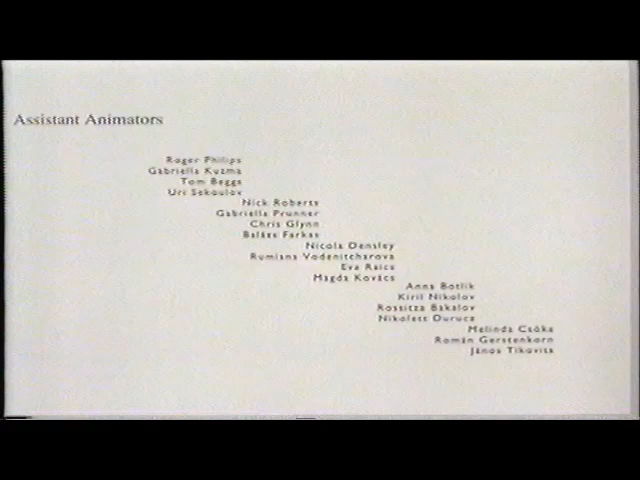 Assistant Animators
Roger Philips
Gabriella Kuzma
Tom Beggs
Uri Sekoulov
Nick Roberts
Gabriella Prunner
Chris Glynn
Balázs Farkas
Nicola Densley
Rumiana Vodenitcharova
Eva Raics
Magda Kovács
Anna Botlik
Kiril Nikolov
Rossitza Bakalov
Nikolett Durucz
Melinda Csóka
Román Gerstenkorn
János Tikovits